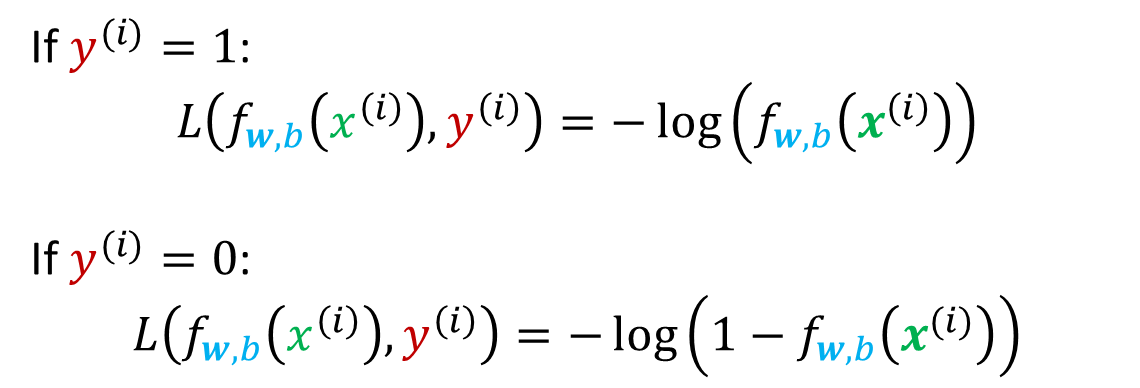 If y^(i) = 1:
L(f_w,b(x^(i)), y^(i)) = − log(f_w,b(x^(i)))
If y^(i) = 0:
L(f_w,b(x^(i)), y^(i)) = − log(1 − f_w,b(x^(i)))